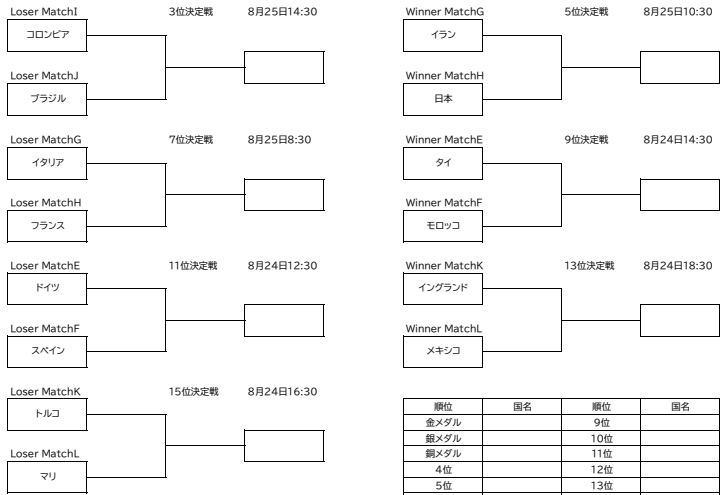 Loser MatchI 3位決定戦 8月25日14:30
コロンビア
Loser MatchJ
ブラジル
Winner MatchG 5位決定戦 8月25日10:30
イラン
Winner MatchH
日本
Loser MatchG 7位決定戦 8月25日8:30
イタリア
Loser MatchH
フランス
Winner MatchE 9位決定戦 8月24日14:30
タイ
Winner MatchF
モロッコ
Loser MatchE 11位決定戦 8月24日12:30
ドイツ
Loser MatchF
スペイン
Winner MatchK 13位決定戦 8月24日18:30
イングランド
Winner MatchL
メキシコ
Loser MatchK 15位決定戦 8月24日16:30
トルコ
Loser MatchL
マリ
順位 国名 順位 国名
金メダル 9位
銀メダル 10位
銅メダル 11位
4位 12位
5位 13位